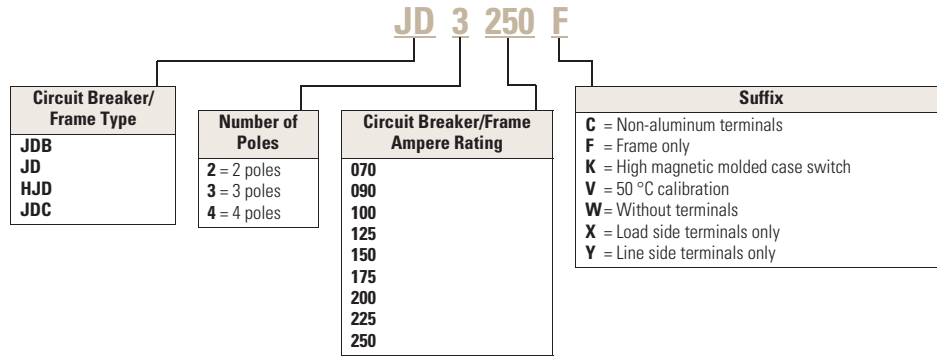 JD 3 250 F
Circuit Breaker/
Frame Type
JDB
JD
HJD
JDC
Number of
Poles
2 = 2 poles
3 = 3 poles
4 = 4 poles
Circuit Breaker/Frame
Ampere Rating
070
090
100
125
150
175
200
225
250
Suffix
C = Non-aluminum terminals
F = Frame only
K = High magnetic molded case switch
V = 50 °C calibration
W = Without terminals
X = Load side terminals only
Y = Line side terminals only